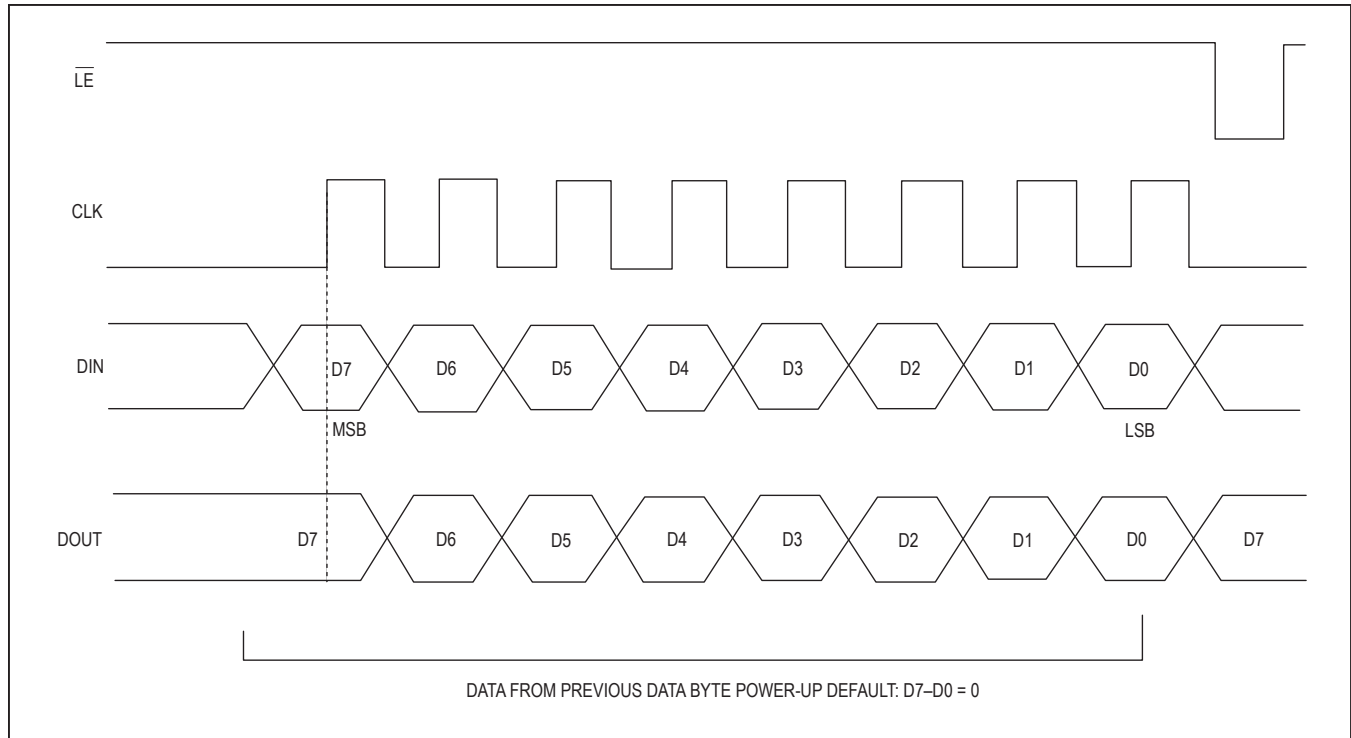 L̅E̅
CLK
DIN
D7 D6 D5 D4 D3 D2 D1 D0
MSB LSB
DOUT
D7 D6 D5 D4 D3 D2 D1 D0 D7
DATA FROM PREVIOUS DATA BYTE POWER-UP DEFAULT: D7–D0 = 0